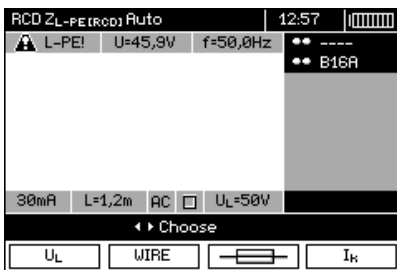 RCD ZL-PE[RCD] Auto 12:57
L-PE! U=45,9V f=50,0Hz •• ----
•• B16A
30mA L=1,2m AC UL=50V
Choose
UL WIRE IK